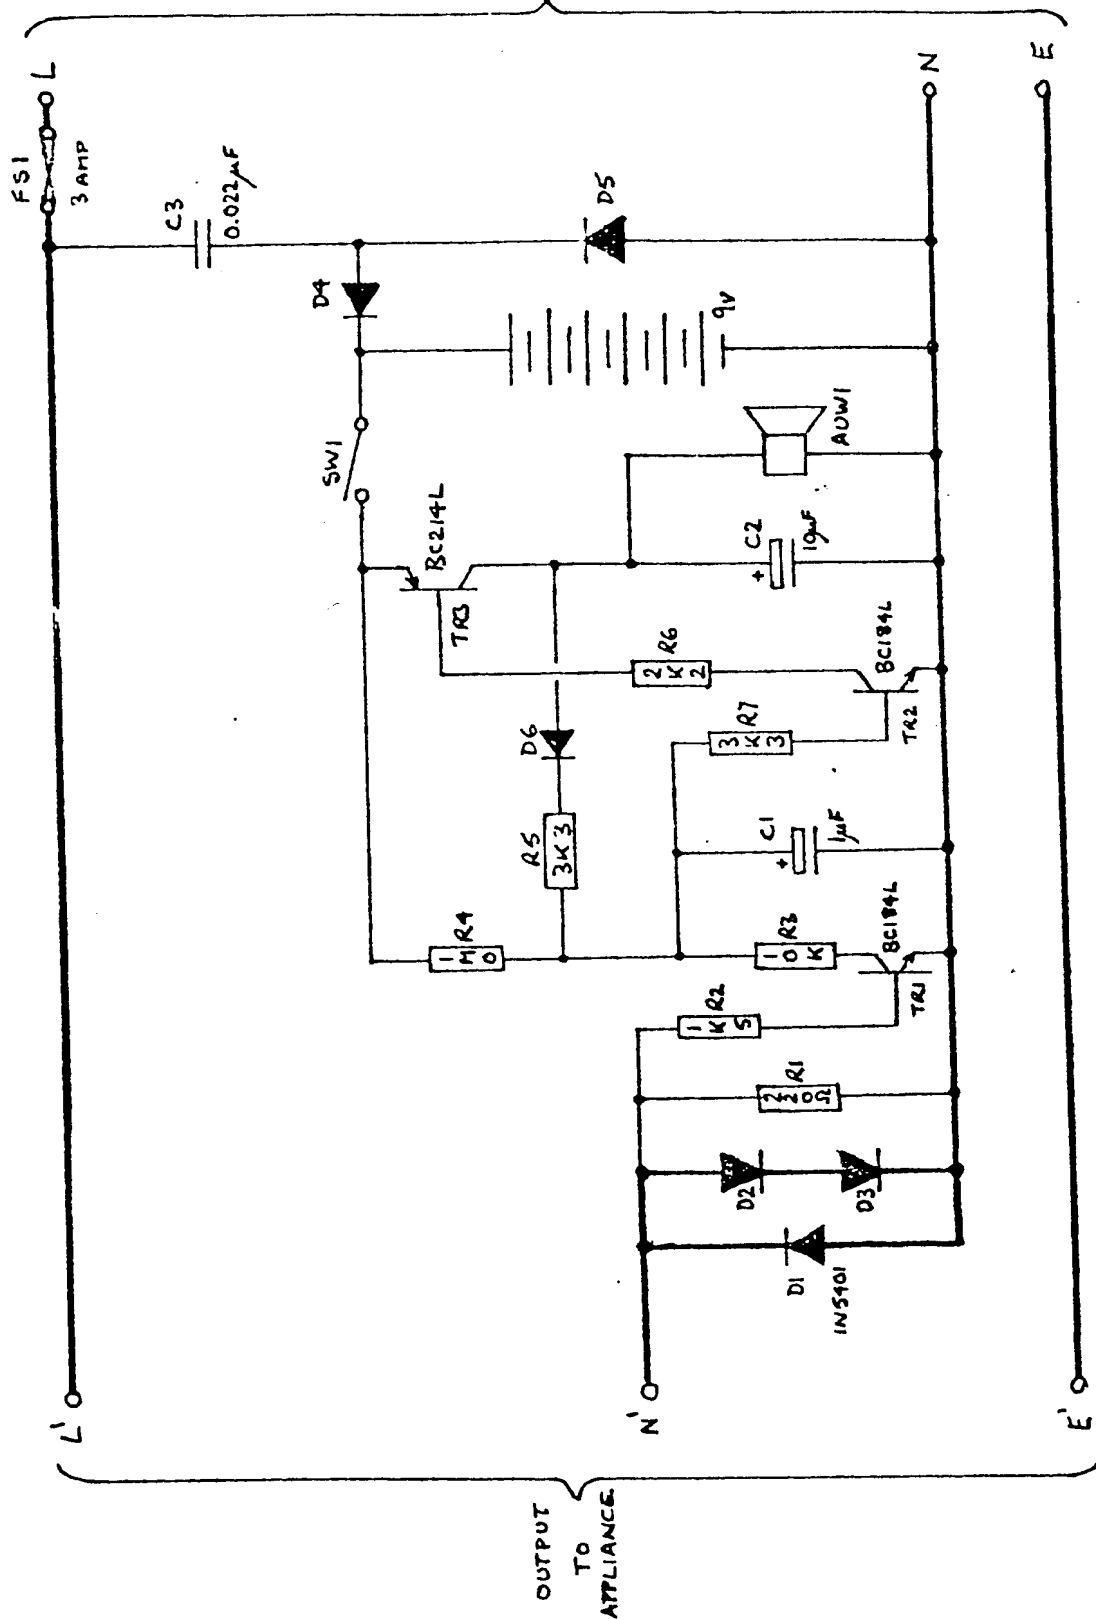 FS1
L
3 AMP
C3
0.022µF
D4
D5
SW1
9V
BC214L
TR3
AUW1
C2
+
10µF
R6
2K2
BC184L
TR2
D6
R7
3K3
R5
3K3
C1
+
1µF
R4
1M0
R3
10K
BC184L
TR1
R2
1K5
R1
220Ω
D2
D3
D1
1N5401
N
E
L'
N'
E'
OUTPUT
TO
APPLIANCE